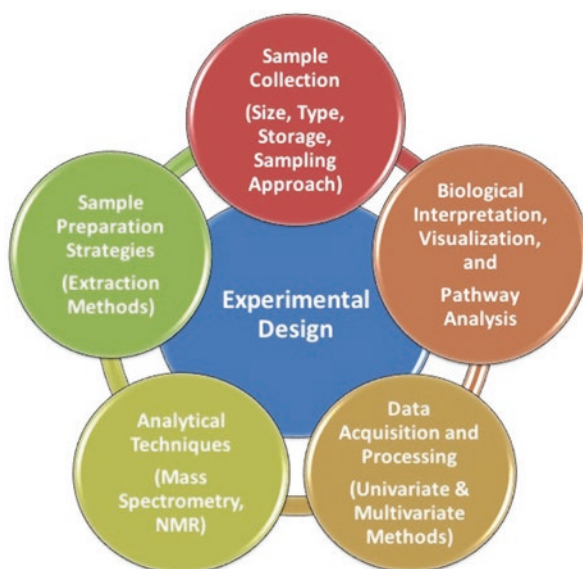 Sample
Collection
(Size, Type,
Storage,
Sampling
Approach)
Biological
Interpretation,
Visualization,
and
Pathway
Analysis
Data
Acquisition and
Processing
(Univariate &
Multivariate
Methods)
Analytical
Techniques
(Mass
Spectrometry,
NMR)
Sample
Preparation
Strategies
(Extraction
Methods)
Experimental
Design